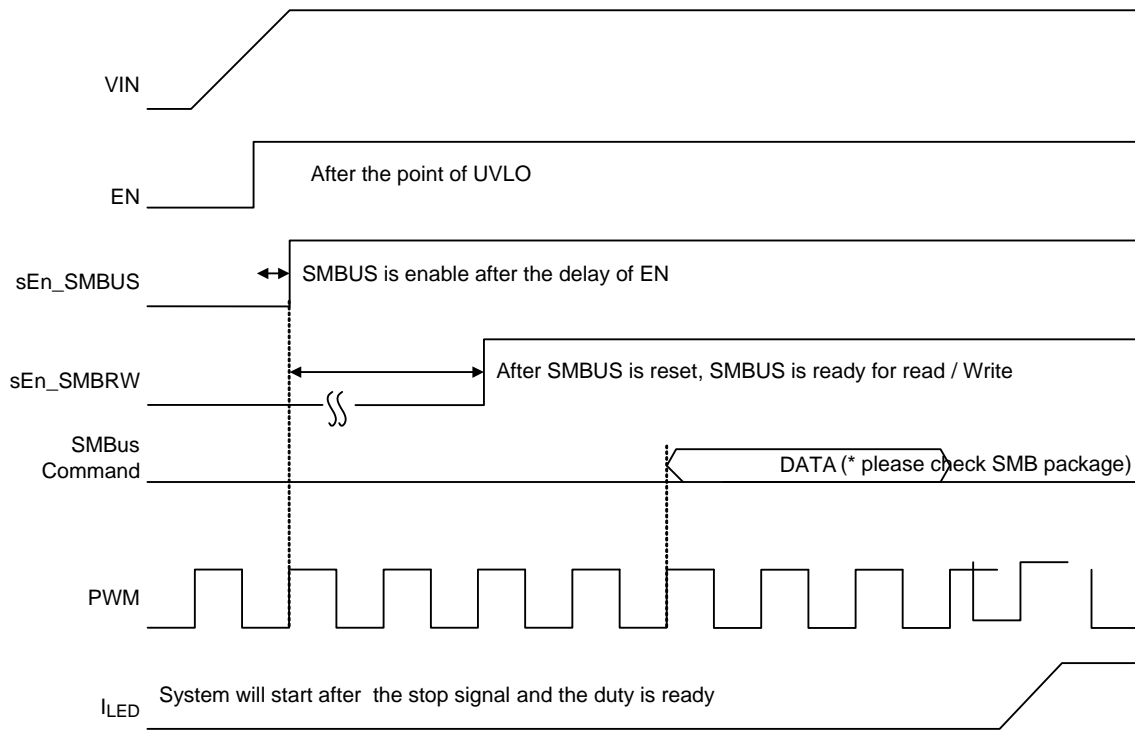 VIN
EN
After the point of UVLO
sEn_SMBUS
SMBUS is enable after the delay of EN
sEn_SMBRW
After SMBUS is reset, SMBUS is ready for read / Write
SMBus
Command
DATA (* please check SMB package)
PWM
ILED
System will start after  the stop signal and the duty is ready